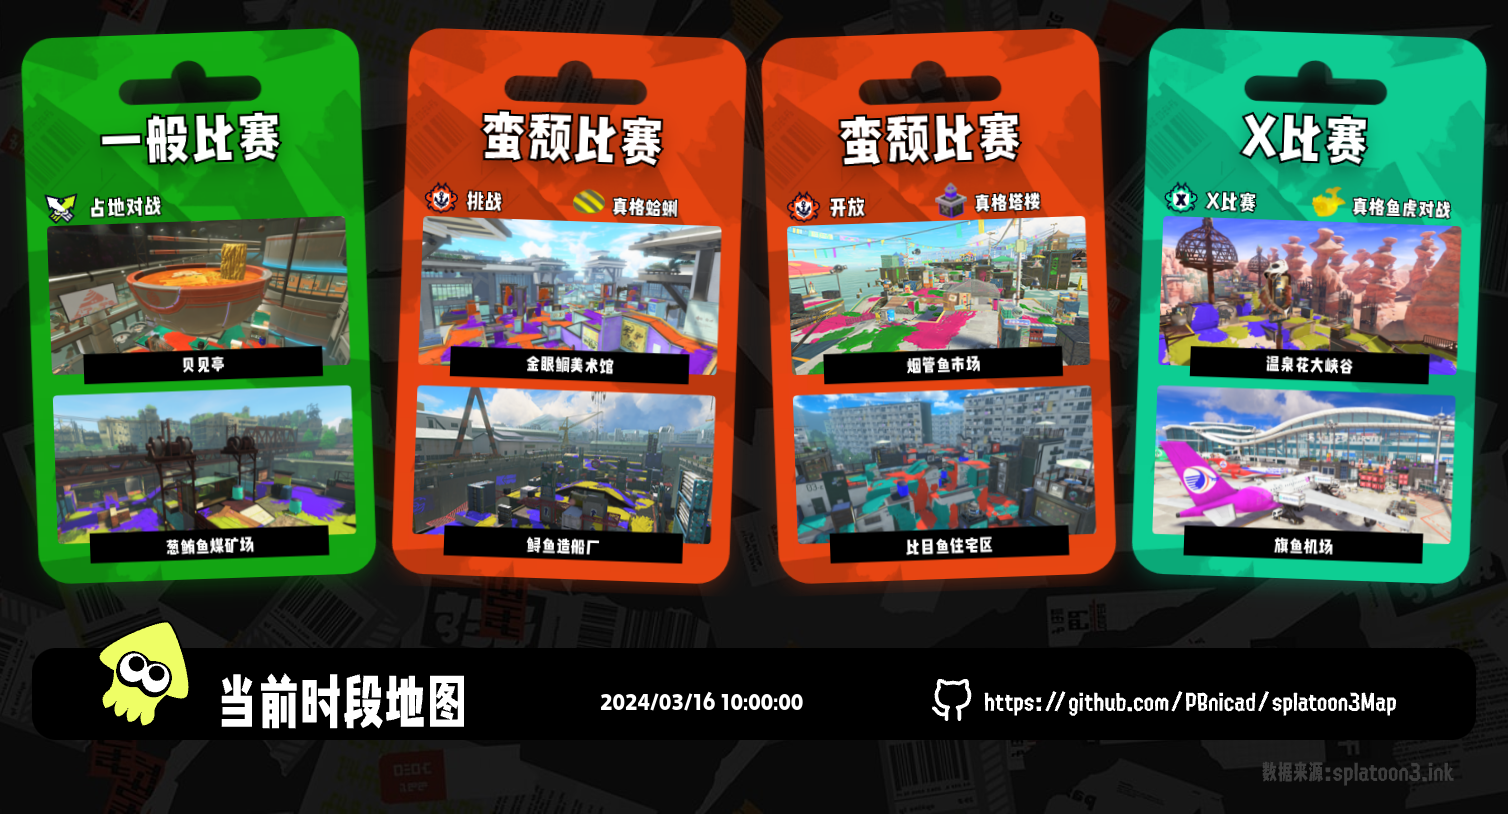 一般比赛
占地对战
贝见亭
葱鲔鱼煤矿场
蛮颓比赛
挑战
真格蛤蜊
金眼鲷美术馆
鲟鱼造船厂
蛮颓比赛
开放
真格塔楼
烟管鱼市场
比目鱼住宅区
X比赛
X比赛
真格鱼虎对战
温泉花大峡谷
旗鱼机场
当前时段地图
2024/03/16 10:00:00
https://github.com/PBnicad/splatoon3Map
数据来源:splatoon3.ink